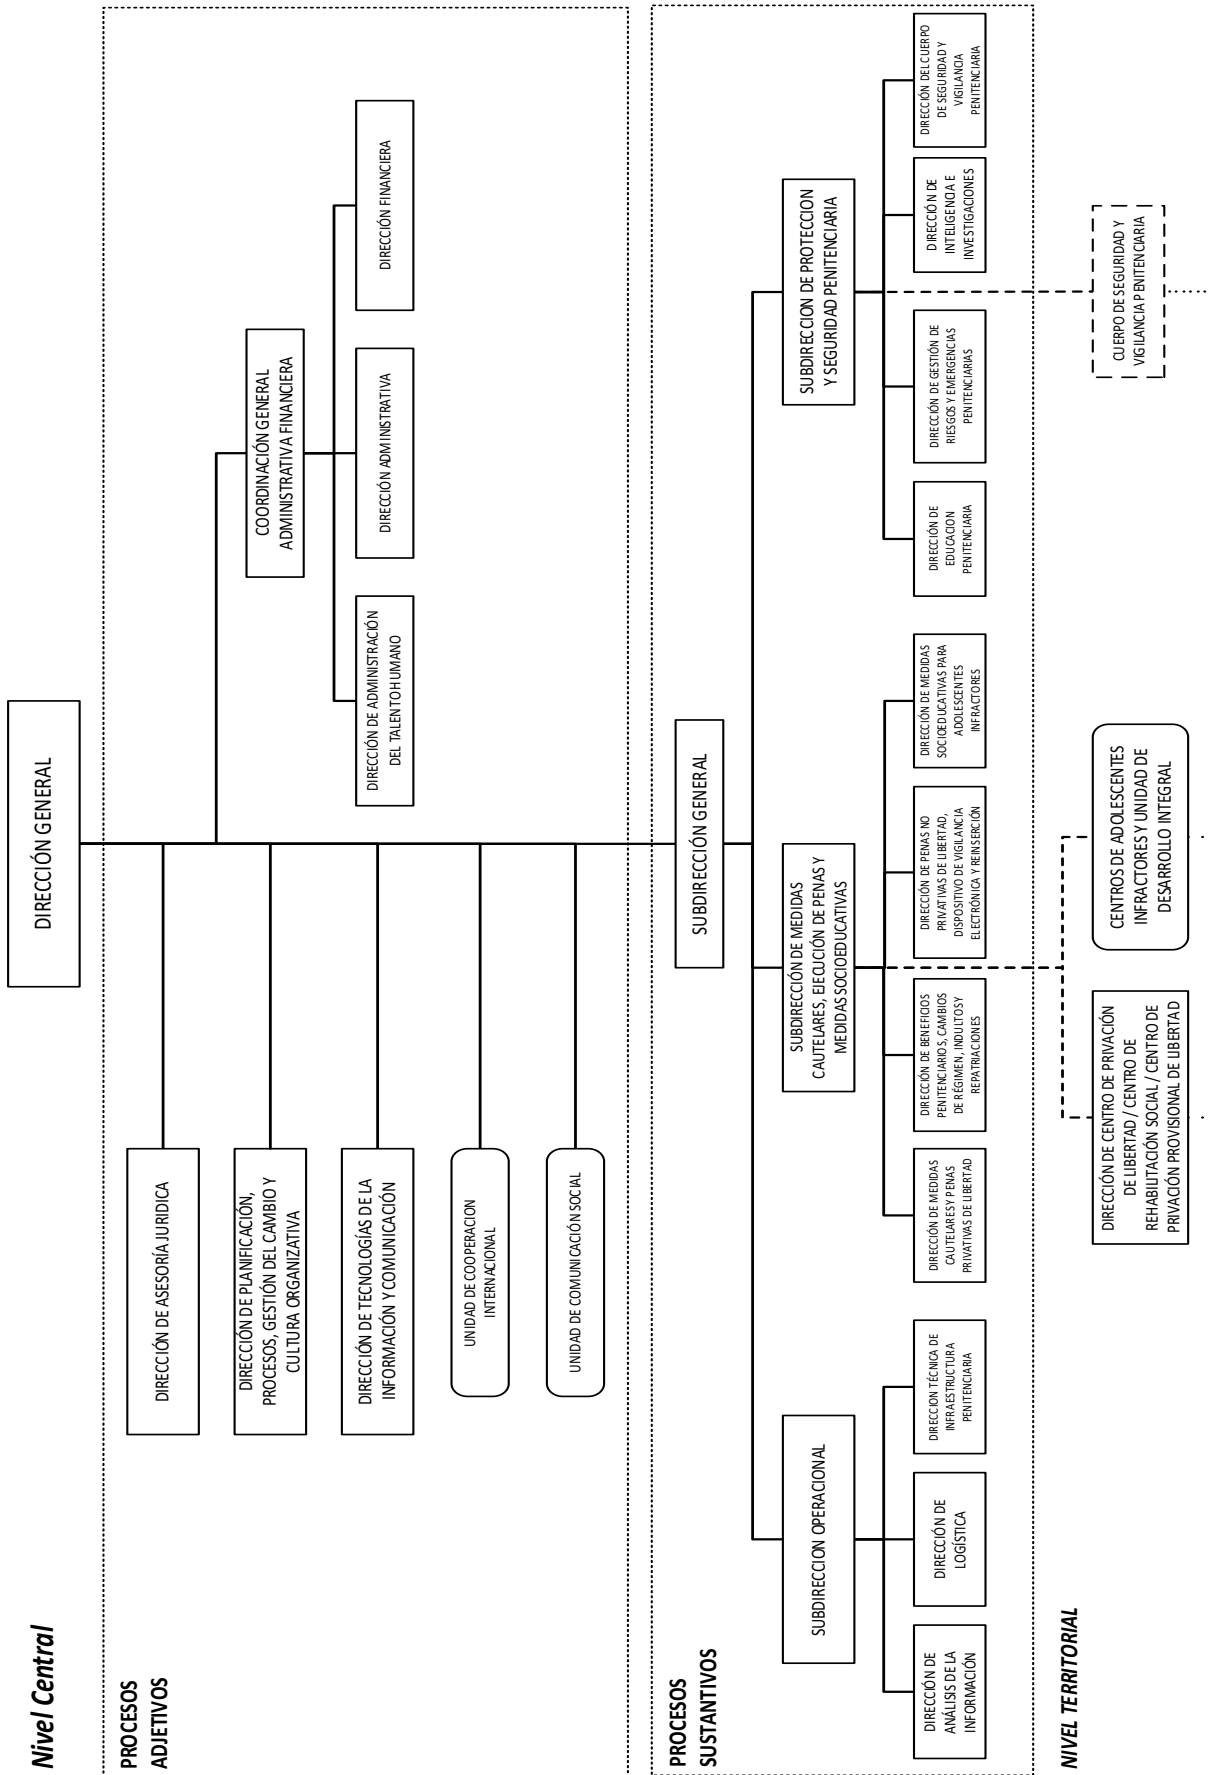 Nivel Central
DIRECCIÓN GENERAL
PROCESOS
ADJETIVOS
DIRECCIÓN DE ASESORÍA JURIDICA
DIRECCIÓN DE PLANIFICACIÓN,
PROCESOS, GESTIÓN DEL CAMBIO Y
CULTURA ORGANIZATIVA
DIRECCIÓN DE TECNOLOGÍAS DE LA
INFORMACIÓN Y COMUNICACIÓN
UNIDAD DE COOPERACION
INTERNACIONAL
UNIDAD DE COMUNICACIÓN SOCIAL
COORDINACIÓN GENERAL
ADMINISTRATIVA FINANCIERA
DIRECCIÓN DE ADMINISTRACIÓN
DEL TALENTO HUMANO
DIRECCIÓN ADMINISTRATIVA
DIRECCIÓN FINANCIERA
PROCESOS
SUSTANTIVOS
SUBDIRECCIÓN GENERAL
SUBDIRECCION OPERACIONAL
SUBDIRECCIÓN DE MEDIDAS
CAUTELARES, EJECUCIÓN DE PENAS Y
MEDIDAS SOCIOEDUCATIVAS
SUBDIRECCION DE PROTECCION
Y SEGURIDAD PENITENCIARIA
DIRECCIÓN DE
ANÁLISIS DE LA
INFORMACIÓN
DIRECCIÓN DE
LOGÍSTICA
DIRECCION TÉCNICA DE
INFRAESTRUCTURA
PENITENCIARIA
DIRECCIÓN DE MEDIDAS
CAUTELARES Y PENAS
PRIVATIVAS DE LIBERTAD
DIRECCIÓN DE BENEFICIOS
PENITENCIARIOS, CAMBIOS
DE RÉGIMEN, INDULTOS Y
REPATRIACIONES
DIRECCIÓN DE PENAS NO
PRIVATIVAS DE LIBERTAD,
DISPOSITIVO DE VIGILANCIA
ELECTRÓNICA Y REINSERCIÓN
DIRECCIÓN DE MEDIDAS
SOCIOEDUCATIVAS PARA
ADOLESCENTES
INFRACTORES
DIRECCIÓN DE
EDUCACION
PENITENCIARIA
DIRECCIÓN DE GESTIÓN DE
RIESGOS Y EMERGENCIAS
PENITENCIARIAS
DIRECCIÓN DE
INTELIGENCIA E
INVESTIGACIONES
DIRECCIÓN DEL CUERPO
DE SEGURIDAD Y
VIGILANCIA
PENITENCIARIA
NIVEL TERRITORIAL
DIRECCIÓN DE CENTRO DE PRIVACIÓN
DE LIBERTAD / CENTRO DE
REHABILITACIÓN SOCIAL / CENTRO DE
PRIVACIÓN PROVISIONAL DE LIBERTAD
CENTROS DE ADOLESCENTES
INFRACTORES Y UNIDAD DE
DESARROLLO INTEGRAL
CUERPO DE SEGURIDAD Y
VIGILANCIA PENITENCIARIA